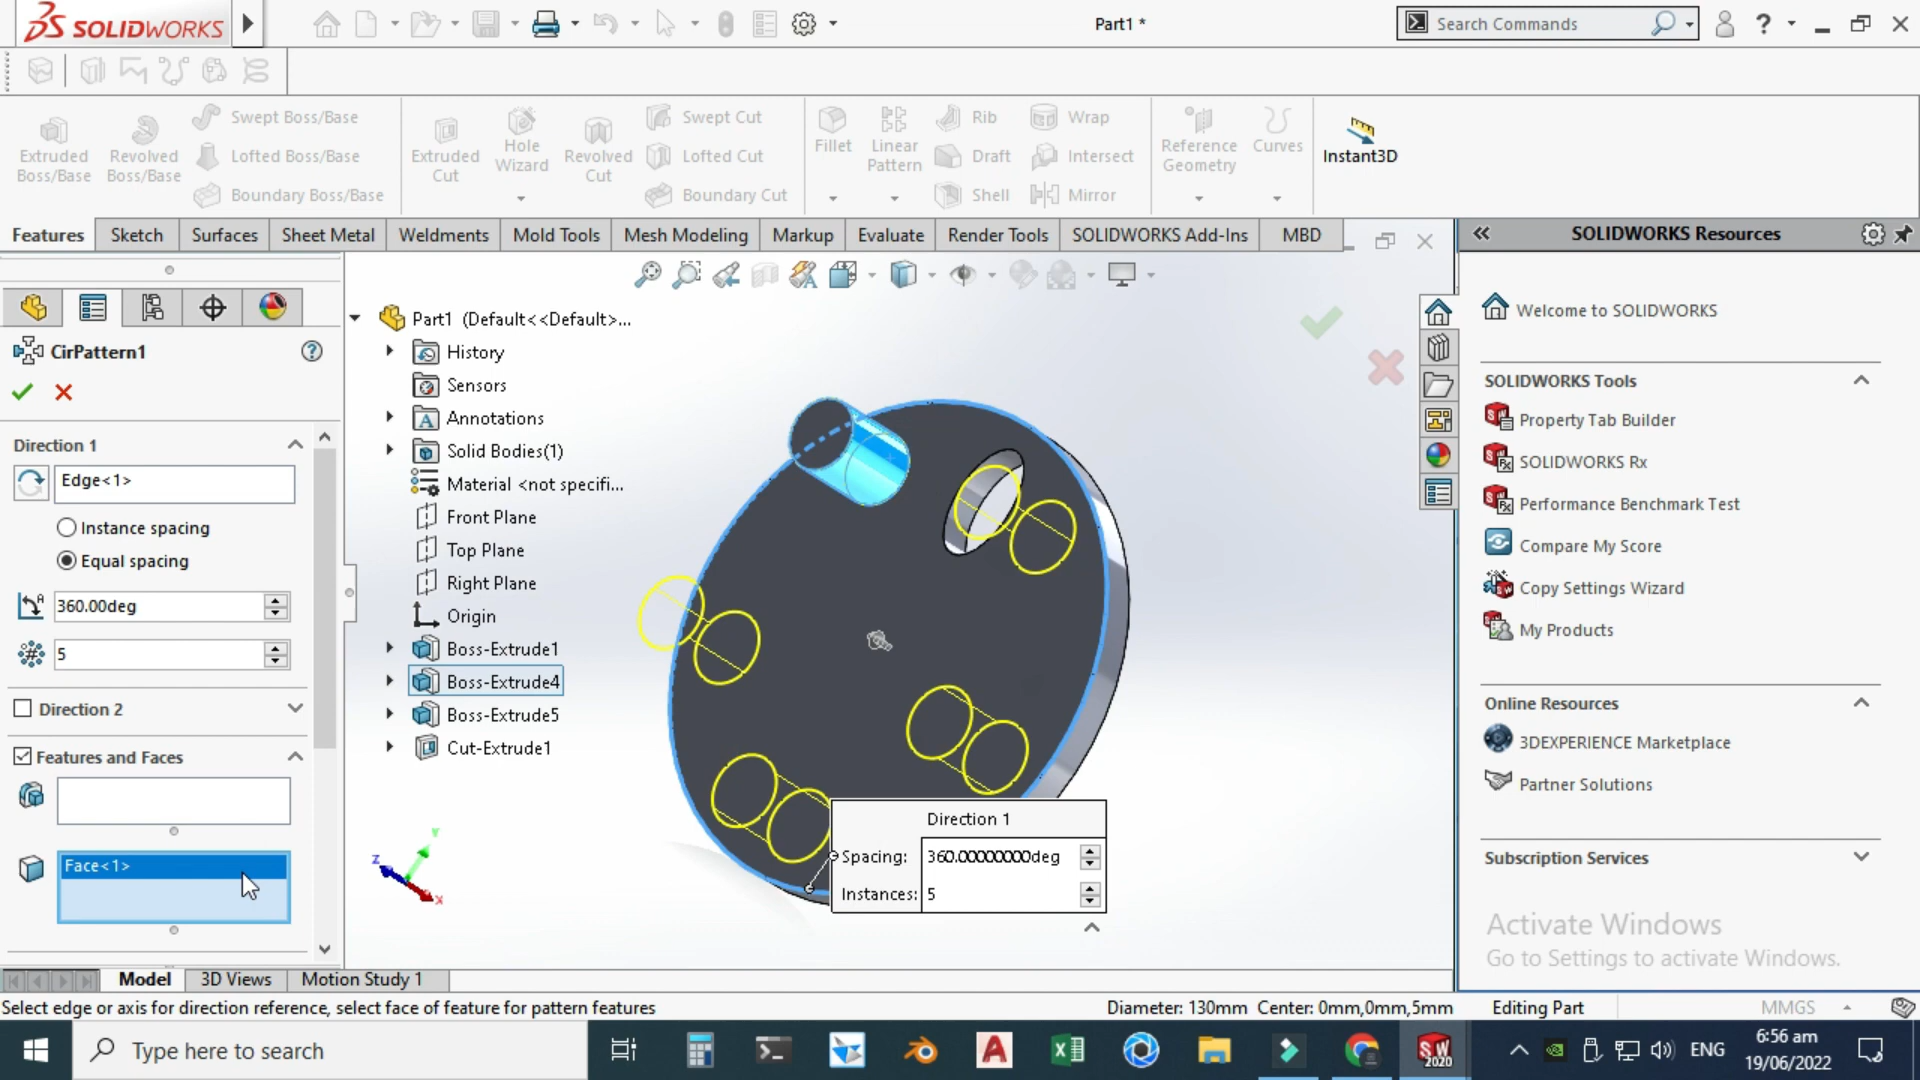 SOLIDWORKS
Part1 *
Search Commands
Extruded Boss/Base
Revolved Boss/Base
Swept Boss/Base
Lofted Boss/Base
Boundary Boss/Base
Extruded Cut
Hole Wizard
Revolved Cut
Swept Cut
Lofted Cut
Boundary Cut
Fillet
Linear Pattern
Rib
Draft
Shell
Wrap
Intersect
Mirror
Reference Geometry
Curves
Instant3D
Features
Sketch
Surfaces
Sheet Metal
Weldments
Mold Tools
Mesh Modeling
Markup
Evaluate
Render Tools
SOLIDWORKS Add-Ins
MBD
CirPattern1
Direction 1
Edge<1>
Instance spacing
Equal spacing
360.00deg
5
Direction 2
Features and Faces
Face<1>
Part1 (Default<<Default>...
History
Sensors
Annotations
Solid Bodies(1)
Material <not specifi...
Front Plane
Top Plane
Right Plane
Origin
Boss-Extrude1
Boss-Extrude4
Boss-Extrude5
Cut-Extrude1
Y
Z
X
Direction 1
Spacing: 360.00000000deg
Instances: 5
SOLIDWORKS Resources
Welcome to SOLIDWORKS
SOLIDWORKS Tools
Property Tab Builder
SOLIDWORKS Rx
Performance Benchmark Test
Compare My Score
Copy Settings Wizard
My Products
Online Resources
3DEXPERIENCE Marketplace
Partner Solutions
Subscription Services
Activate Windows
Go to Settings to activate Windows.
Model
3D Views
Motion Study 1
Select edge or axis for direction reference, select face of feature for pattern features
Diameter: 130mm Center: 0mm,0mm,5mm
Editing Part
MMGS
Type here to search
SW 2020
ENG
6:56 am
19/06/2022